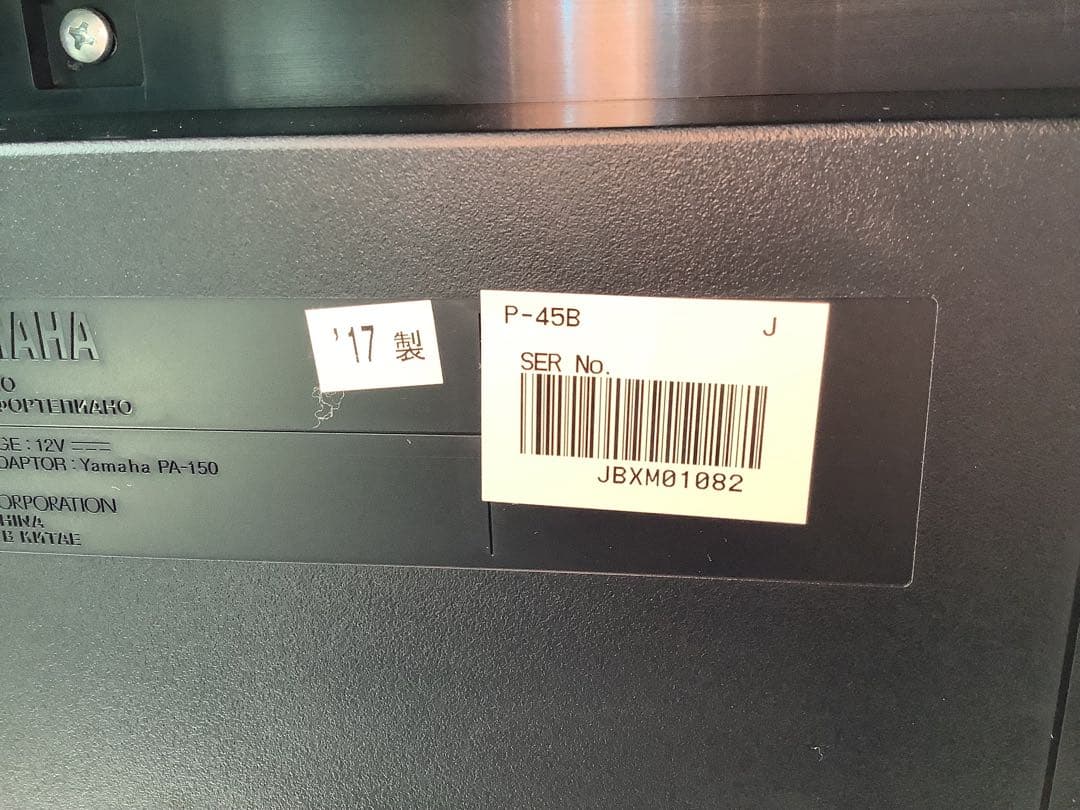 AHA
O
ФОРТЕПИАНО
GE : 12V
DAPTOR : Yamaha PA-150
ORPORATION
HINA
В КИТАЕ
'17 製
P-45B J
SER No.
JBXM01082